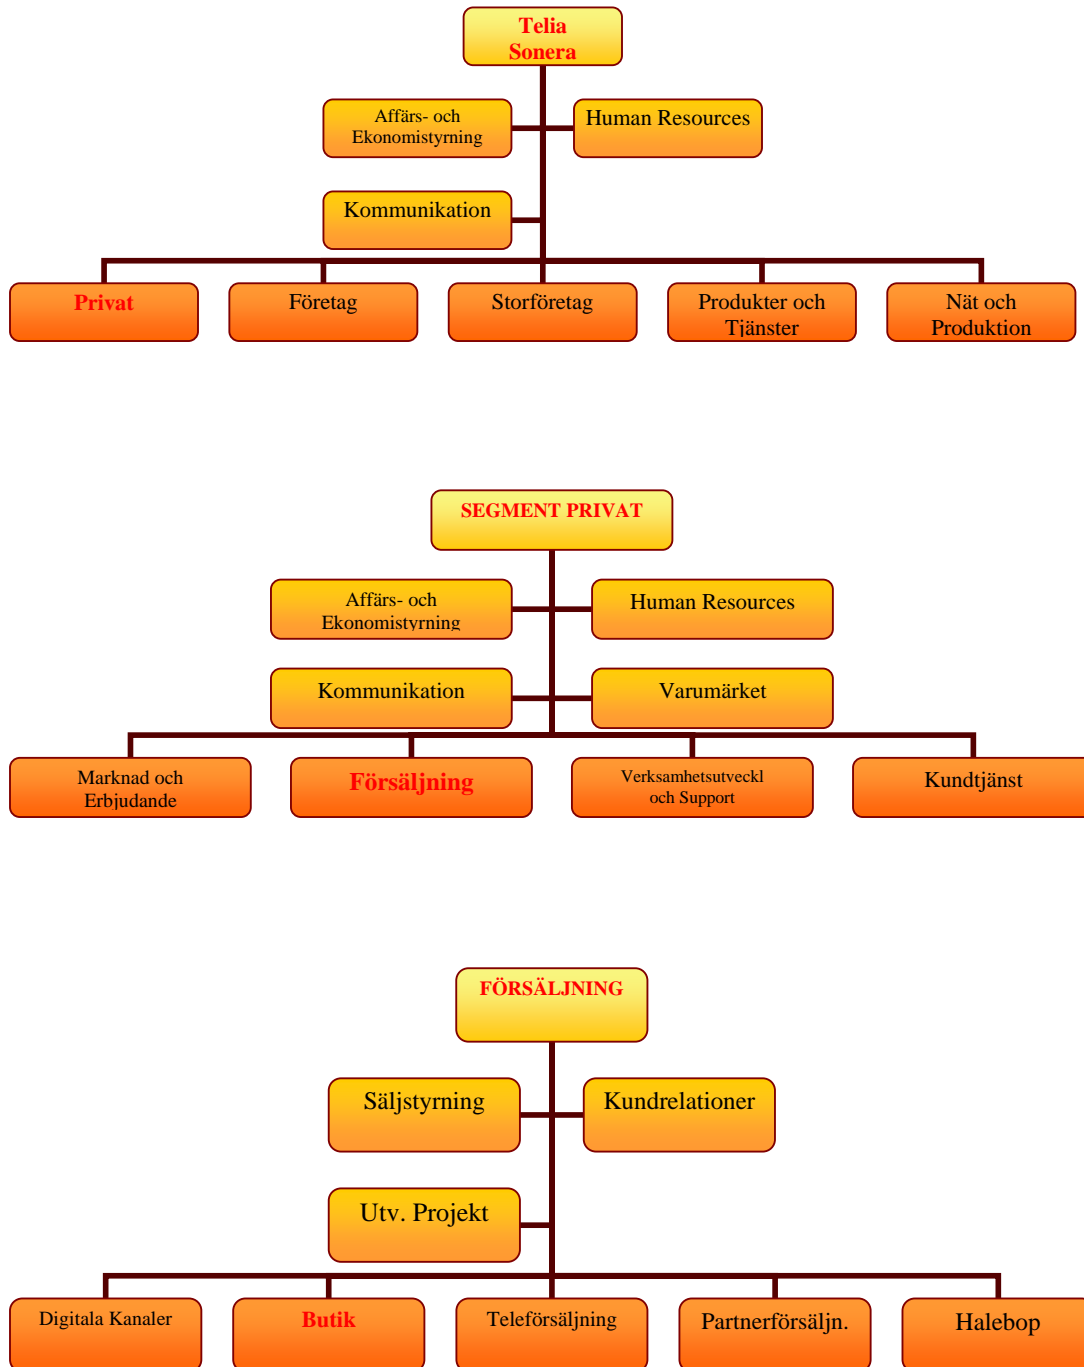 Telia
Sonera
Affärs- och
Ekonomistyrning
Human Resources
Kommunikation
Privat
Företag
Storföretag
Produkter och
Tjänster
Nät och
Produktion
SEGMENT PRIVAT
Affärs- och
Ekonomistyrning
Human Resources
Kommunikation
Varumärket
Marknad och
Erbjudande
Försäljning
Verksamhetsutveckl
och Support
Kundtjänst
FÖRSÄLJNING
Säljstyrning
Kundrelationer
Utv. Projekt
Digitala Kanaler
Butik
Teleförsäljning
Partnerförsäljn.
Halebop